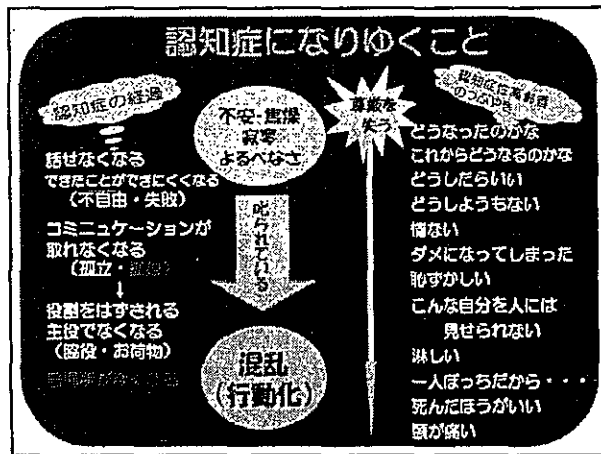 認知症になりゆくこと
認知症の経過
話せなくなる
できたことができにくくなる
(不自由・失敗)
コミニュケーションが
取れなくなる
(孤立・
↓
役割をはずされる
主役でなくなる
(脇役・お荷物)
不安・焦燥
寂寥
よるべなさ
叱られている
混乱
(行動化)
尊厳を
失う
認知症高齢者
のつぶやき
どうなったのかな
これからどうなるのかな
どうしたらいい
どうしようもない
情ない
ダメになってしまった
恥ずかしい
こんな自分を人には
見せられない
淋しい
一人ぼっちだから・・・
死んだほうがいい
頭が痛い